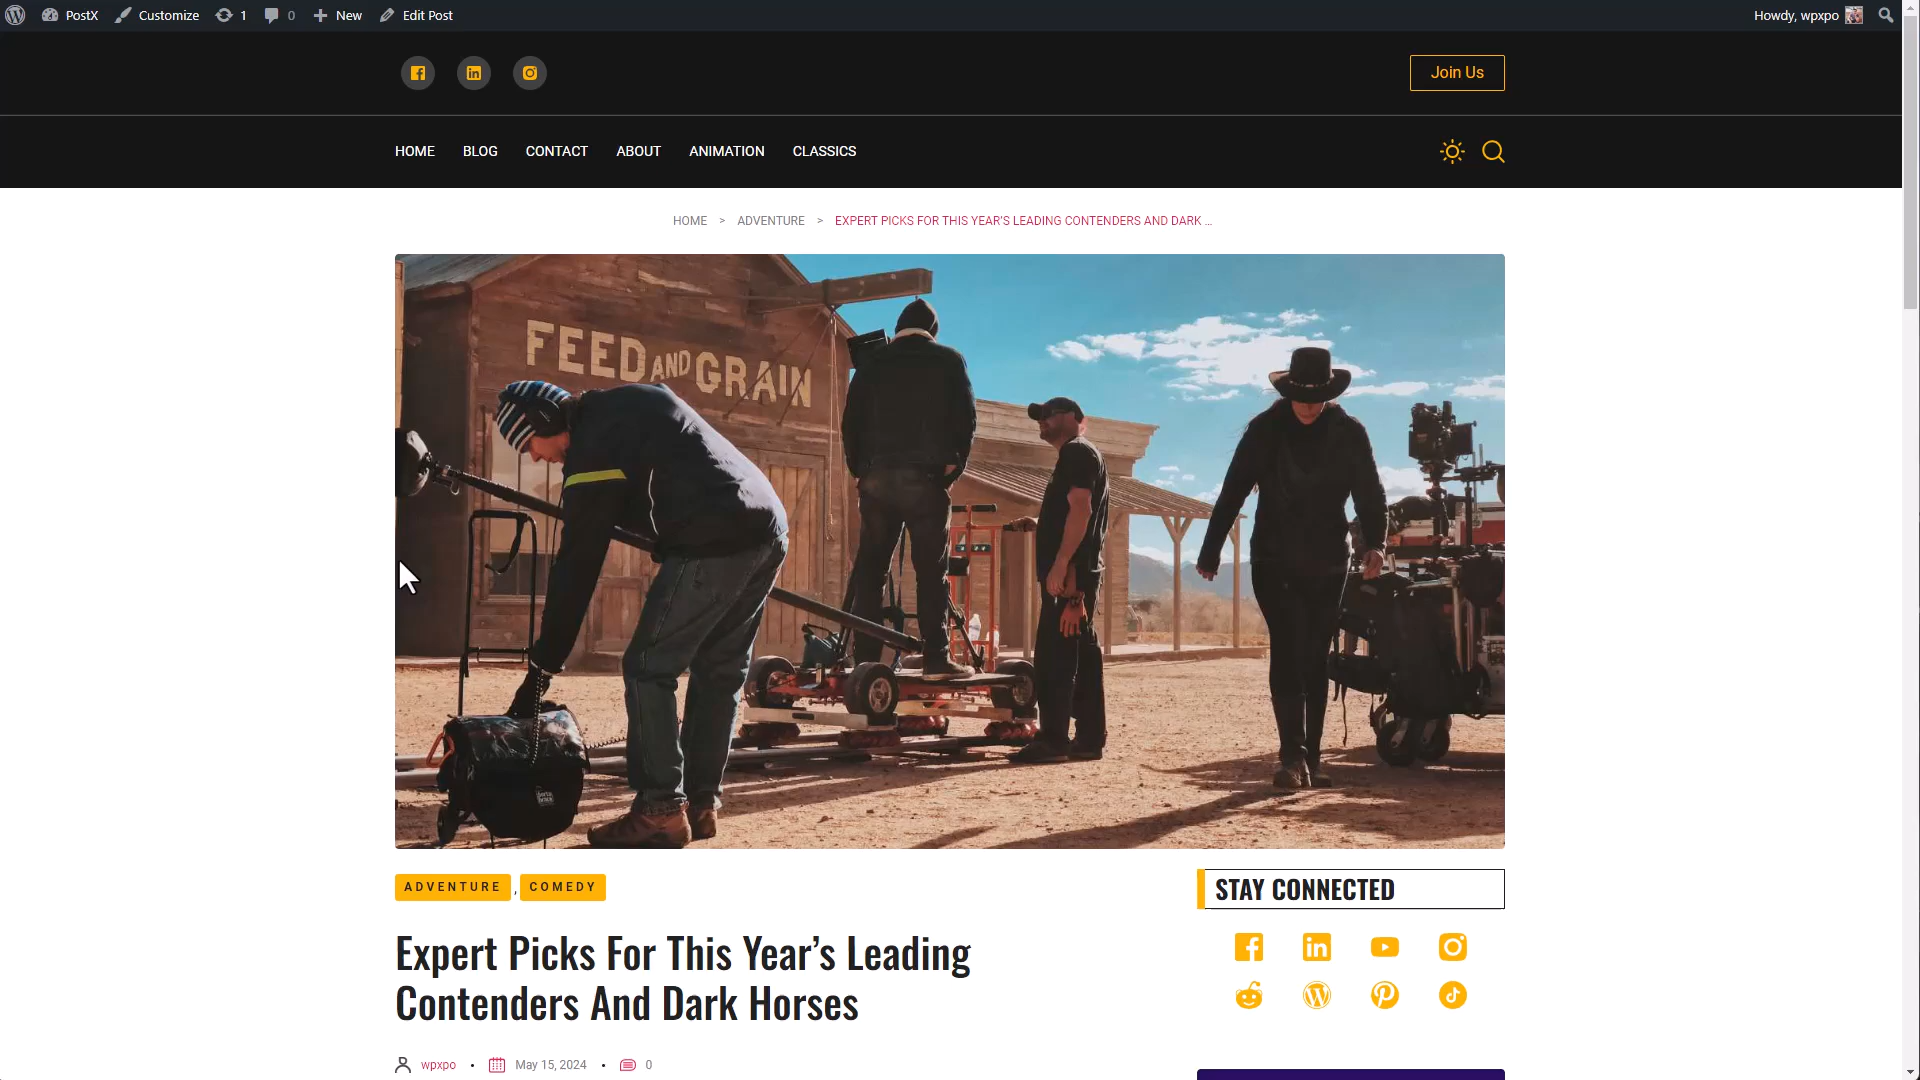 PostX
Customize
1
0
New
Edit Post
Howdy, wpxpo
Join Us
HOME
BLOG
CONTACT
ABOUT
ANIMATION
CLASSICS
HOME > ADVENTURE > EXPERT PICKS FOR THIS YEAR'S LEADING CONTENDERS AND DARK ...
FEED AND GRAIN
ADVENTURE , COMEDY
STAY CONNECTED
Expert Picks For This Year’s Leading
Contenders And Dark Horses
wpxpo • May 15, 2024 • 0